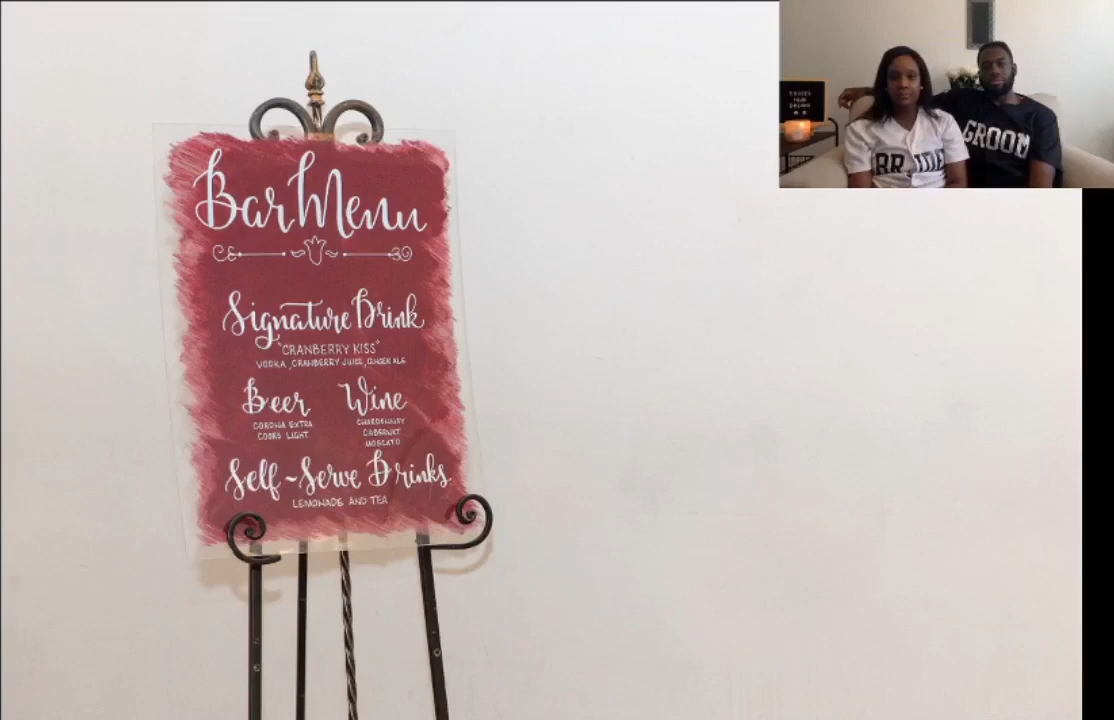 Bar Menu
Signature Drink
"CRANBERRY KISS"
VODKA, CRANBERRY JUICE, GINGER ALE
Beer
CORONA EXTRA
COORS LIGHT
Wine
CHARDONNAY
CABERNET
MOSCATO
Self-Serve Drinks
LEMONADE AND TEA
YOUR
BRIDE
GROOM